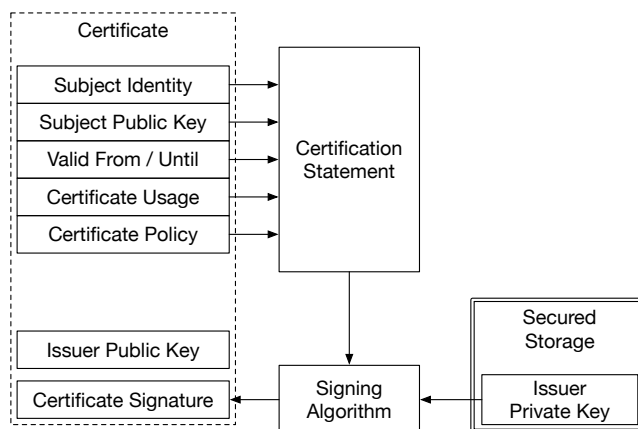 Certificate
Subject Identity
Subject Public Key
Valid From / Until
Certificate Usage
Certificate Policy
Issuer Public Key
Certificate Signature
Certification
Statement
Signing
Algorithm
Secured
Storage
Issuer
Private Key